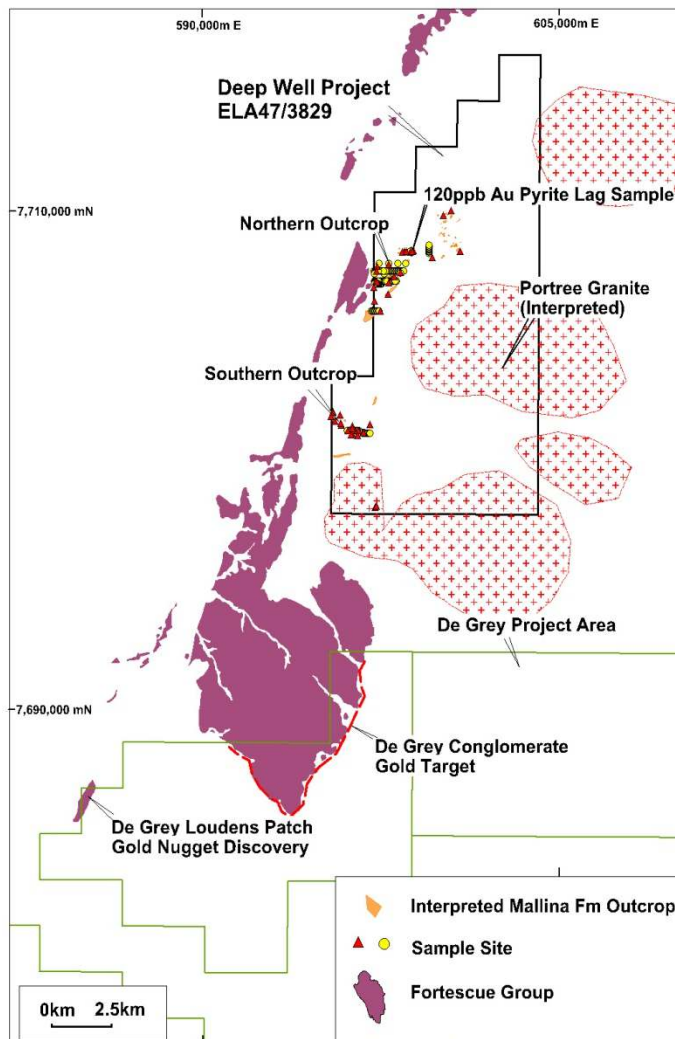 590,000m E
605,000m E
Deep Well Project
ELA47/3829
7,710,000 mN
120ppb Au Pyrite Lag Sample
Northern Outcrop
Portree Granite
(Interpreted)
Southern Outcrop
De Grey Project Area
7,690,000 mN
De Grey Conglomerate
Gold Target
De Grey Loudens Patch
Gold Nugget Discovery
Interpreted Mallina Fm Outcrop
Sample Site
Fortescue Group
0km 2.5km